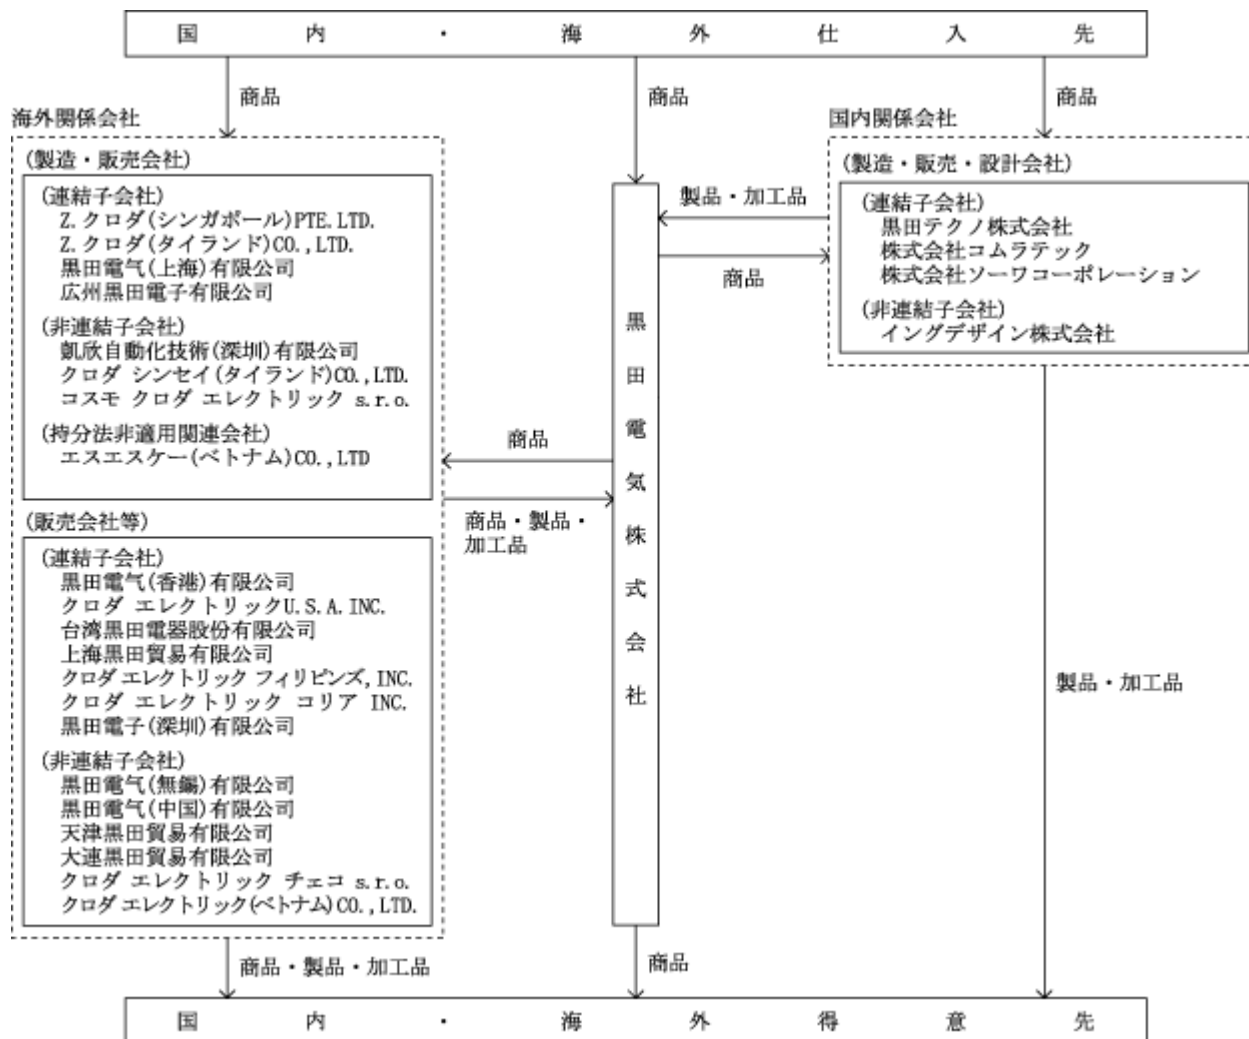 国内・海外仕入先
商品
商品
商品
海外関係会社
(製造・販売会社)
(連結子会社)
Z.クロダ(シンガポール)PTE.LTD.
Z.クロダ(タイランド)CO.,LTD.
黒田電气(上海)有限公司
広州黒田電子有限公司
(非連結子会社)
凱欣自動化技術(深圳)有限公司
クロダ シンセイ(タイランド)CO.,LTD.
コスモ クロダ エレクトリック s.r.o.
(持分法非適用関連会社)
エスエスケー(ベトナム)CO.,LTD
(販売会社等)
(連結子会社)
黒田電气(香港)有限公司
クロダ エレクトリックU.S.A.INC.
台湾黒田電器股份有限公司
上海黒田貿易有限公司
クロダ エレクトリック フィリピンズ,INC.
クロダ エレクトリック コリア INC.
黒田電子(深圳)有限公司
(非連結子会社)
黒田電气(無錫)有限公司
黒田電气(中国)有限公司
天津黒田貿易有限公司
大連黒田貿易有限公司
クロダ エレクトリック チェコ s.r.o.
クロダ エレクトリック(ベトナム)CO.,LTD.
商品
商品・製品・
加工品
黒田電気株式会社
製品・加工品
商品
国内関係会社
(製造・販売・設計会社)
(連結子会社)
黒田テクノ株式会社
株式会社コムラテック
株式会社ソーワコーポレーション
(非連結子会社)
イングデザイン株式会社
製品・加工品
商品・製品・加工品
商品
国内・海外得意先